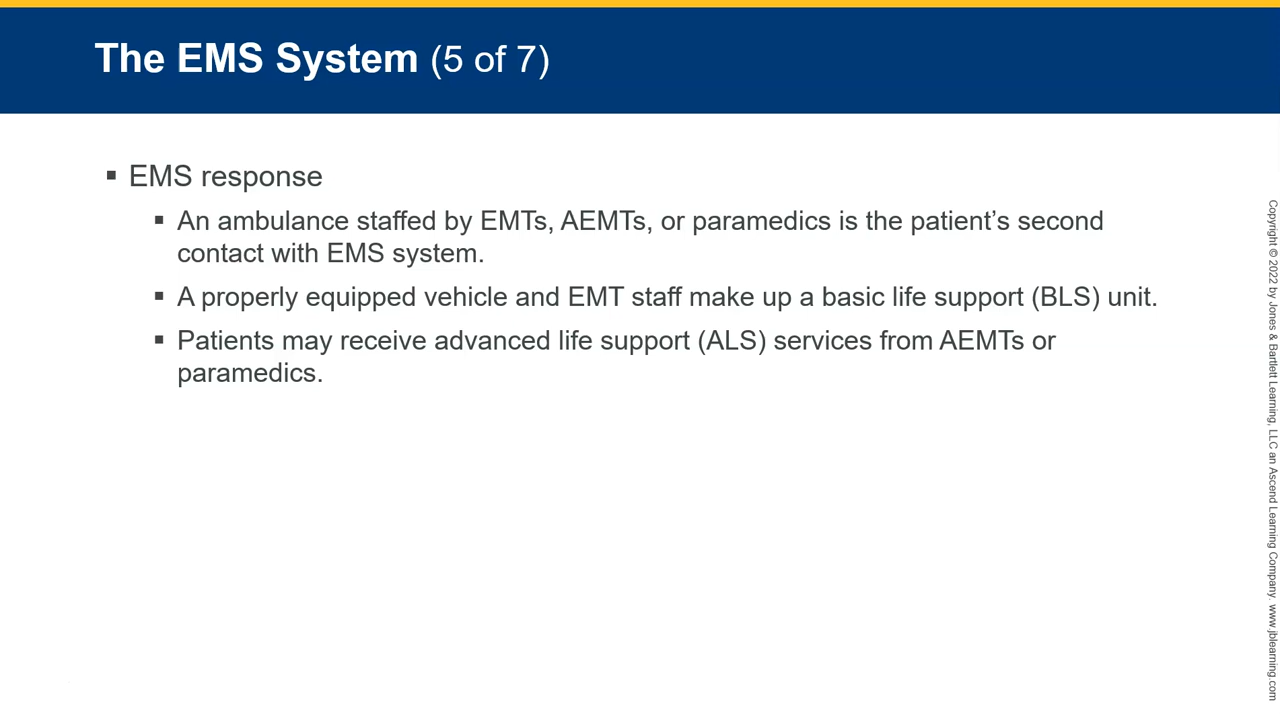 The EMS System (5 of 7)
▪ EMS response
▪ An ambulance staffed by EMTs, AEMTs, or paramedics is the patient’s second
contact with EMS system.
▪ A properly equipped vehicle and EMT staff make up a basic life support (BLS) unit.
▪ Patients may receive advanced life support (ALS) services from AEMTs or
paramedics.
Copyright © 2022 by Jones & Bartlett Learning, LLC an Ascend Learning Company. www.jblearning.com